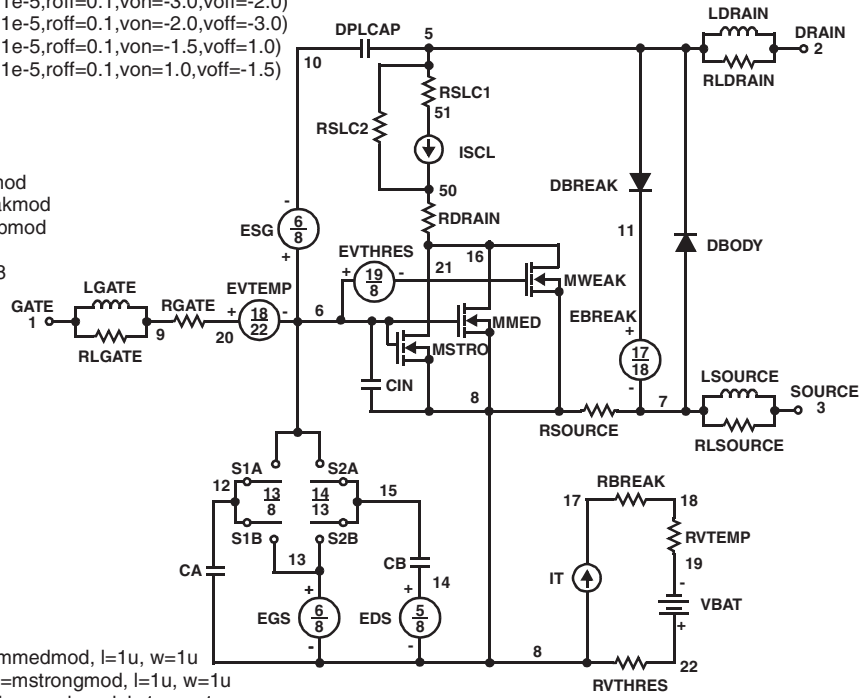 1e-5,roff=0.1,von=-3.0,voff=-2.0)
1e-5,roff=0.1,von=-2.0,voff=-3.0)
1e-5,roff=0.1,von=-1.5,voff=1.0)
1e-5,roff=0.1,von=1.0,voff=-1.5)
LDRAIN
DRAIN
2
RLDRAIN
DPLCAP
5
10
RSLC1
51
RSLC2
ISCL
50
nod
akmod
omod
3
DBREAK
RDRAIN
11
DBODY
-
ESG
6
8
+
EVTHRES
+
19
8
-
21
16
MWEAK
LGATE
GATE
1
RLGATE
9
RGATE
20
EVTEMP
+
18
22
-
6
MMED
MSTRO
EBREAK
+
17
18
-
CIN
8
RSOURCE
7
LSOURCE
SOURCE
3
RLSOURCE
S1A
S2A
12
13
8
14
13
15
S1B
S2B
13
CA
CB
14
+
EGS
6
8
-
+
EDS
5
8
-
RBREAK
17
18
RVTEMP
19
IT
-
VBAT
+
8
22
RVTHRES
mmedmod, l=1u, w=1u
=mstrongmod, l=1u, w=1u